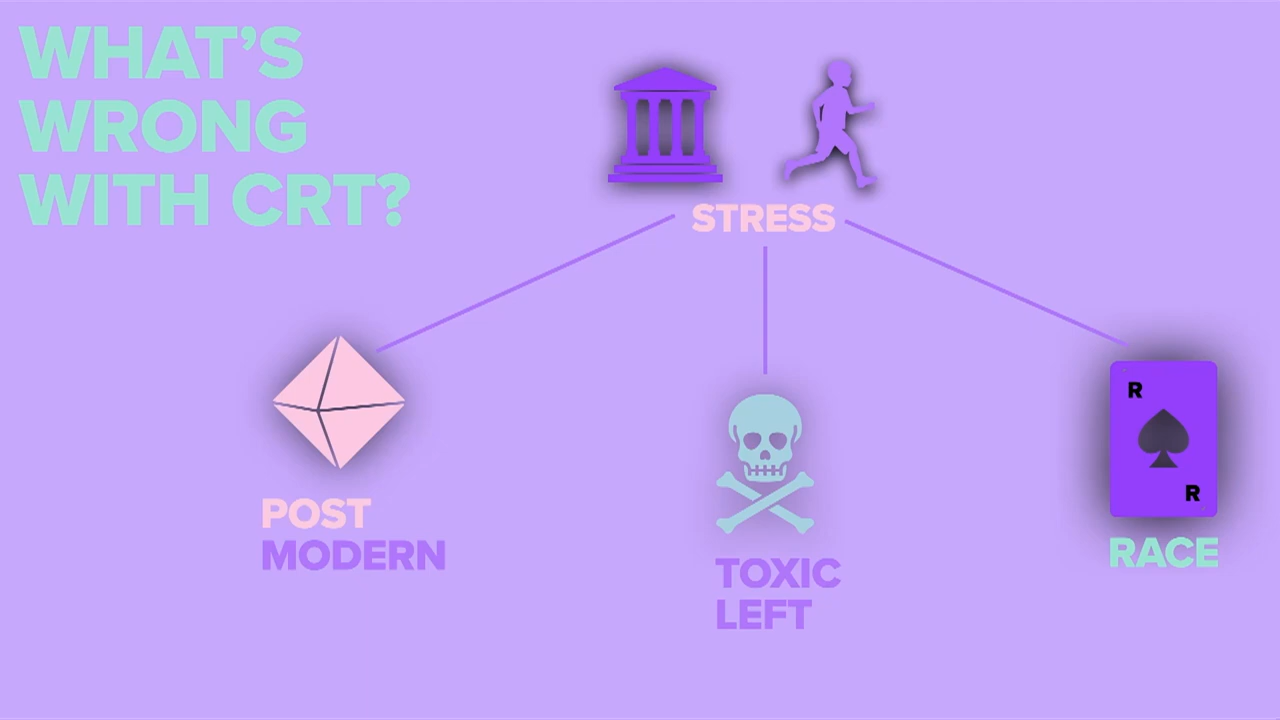 WHAT'S
WRONG
WITH CRT?
STRESS
POST
MODERN
TOXIC
LEFT
R
R
RACE